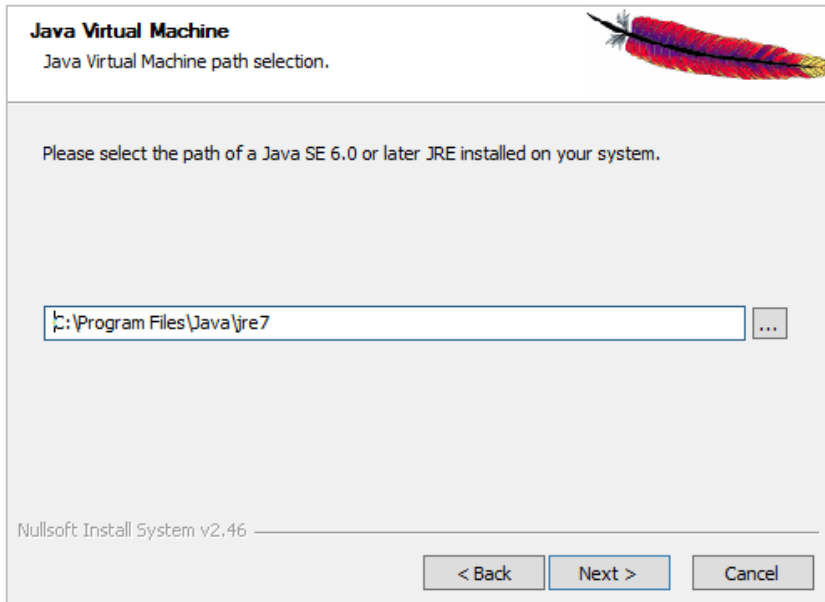 Java Virtual Machine
Java Virtual Machine path selection.
Please select the path of a Java SE 6.0 or later JRE installed on your system.
C:\Program Files\Java\jre7
...
Nullsoft Install System v2.46
< Back
Next >
Cancel